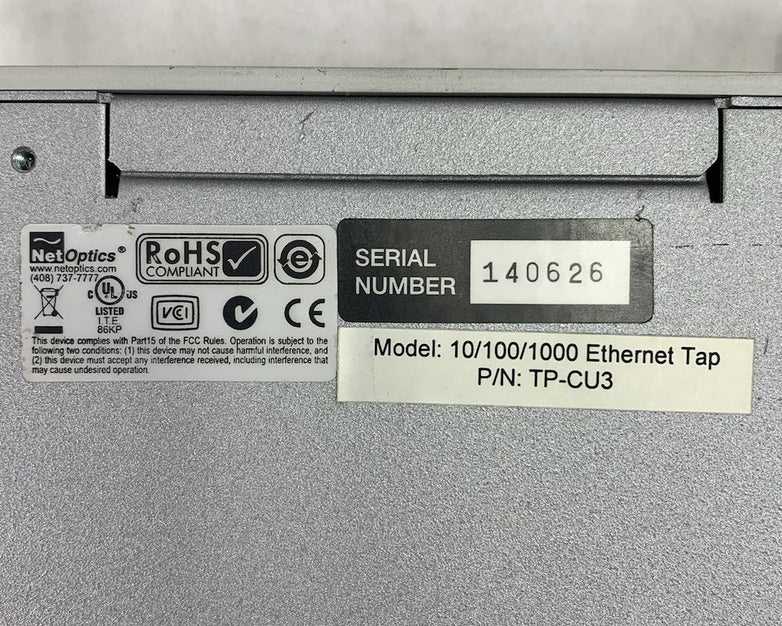 NetOptics®
www.netoptics.com
(408) 737-7777
RoHS
COMPLIANT
e
C UL US
LISTED
I.T.E.
86KP
VCI
CE
This device complies with Part15 of the FCC Rules. Operation is subject to the
following two conditions: (1) this device may not cause harmful interference, and
(2) this device must accept any interference received, including interference that
may cause undesired operation.
SERIAL
NUMBER
140626
Model: 10/100/1000 Ethernet Tap
P/N: TP-CU3